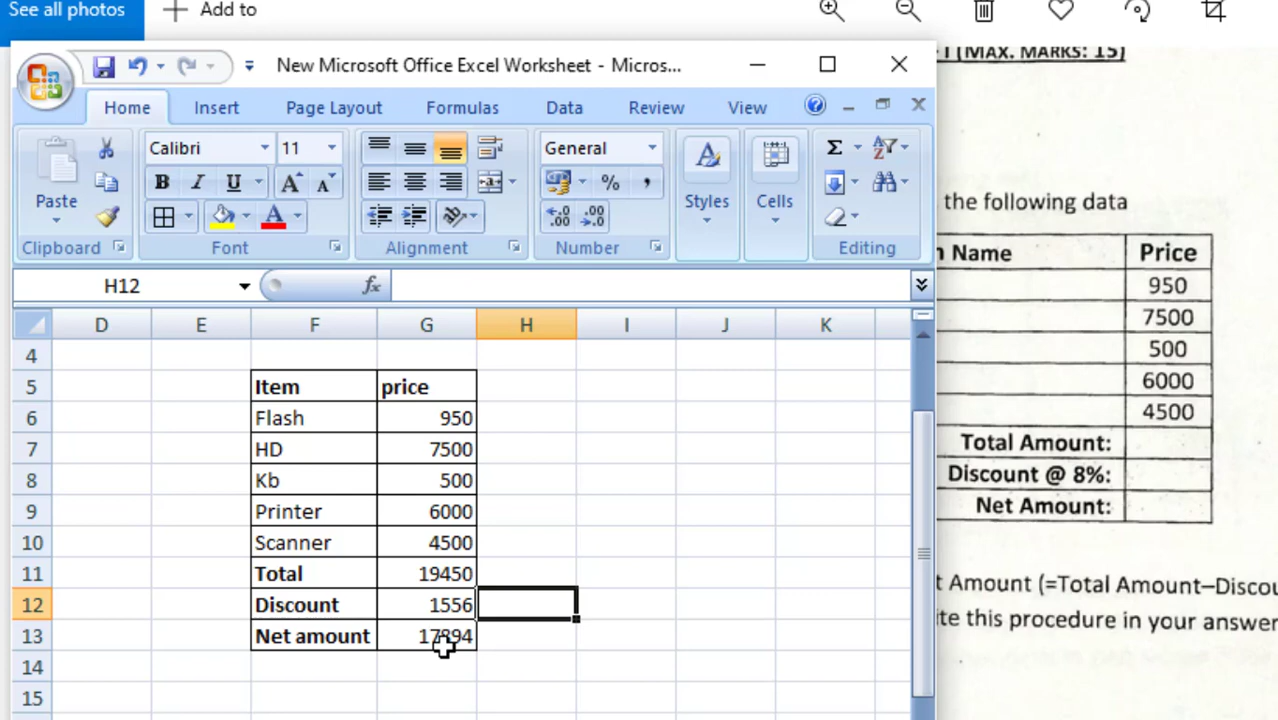 See all photos
Add to
New Microsoft Office Excel Worksheet - Micros...
Home Insert Page Layout Formulas Data Review View
Calibri 11 General
Paste Styles Cells
B I U A A % ,
Clipboard Font Alignment Number Editing
H12 fx
D E F G H I J K
4
5 Item price
6 Flash 950
7 HD 7500
8 Kb 500
9 Printer 6000
10 Scanner 4500
11 Total 19450
12 Discount 1556
13 Net amount 17894
14
15
(MAX. MARKS: 15)
the following data
Name Price
950
7500
500
6000
4500
Total Amount:
Discount @ 8%:
Net Amount:
t Amount (=Total Amount–Discou
ite this procedure in your answer